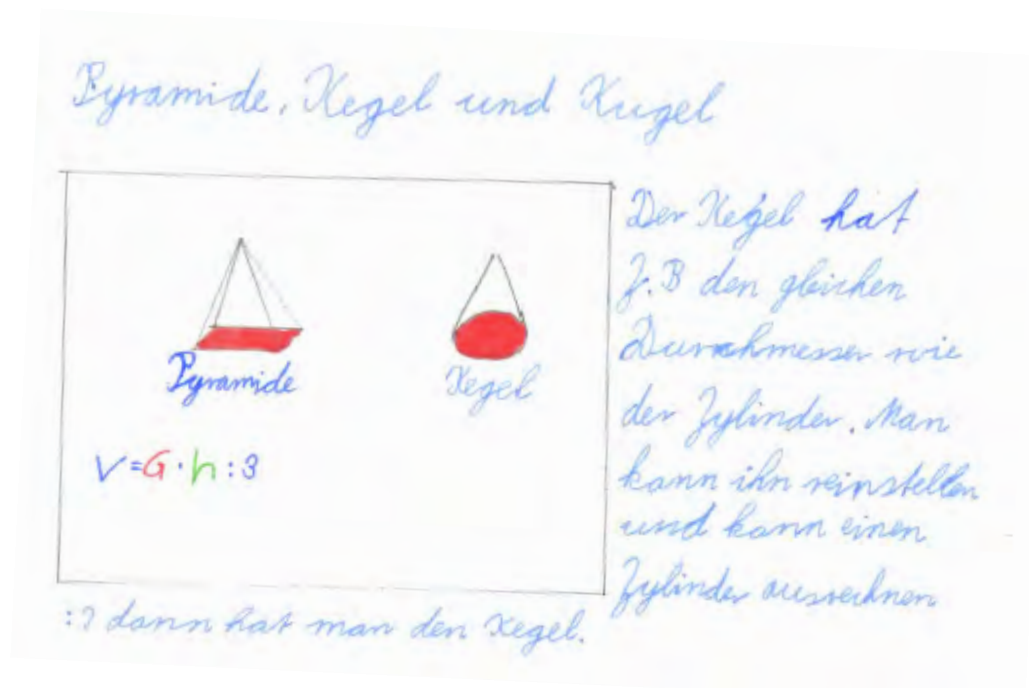 Pyramide, Kegel und Kugel
Pyramide
Kegel
V=G·h:3
Der Kegel hat
z.B den gleichen
Durchmesser wie
der Zylinder. Man
kann ihn reinstellen
und kann einen
Zylinder ausrechnen
:3 dann hat man den Kegel.